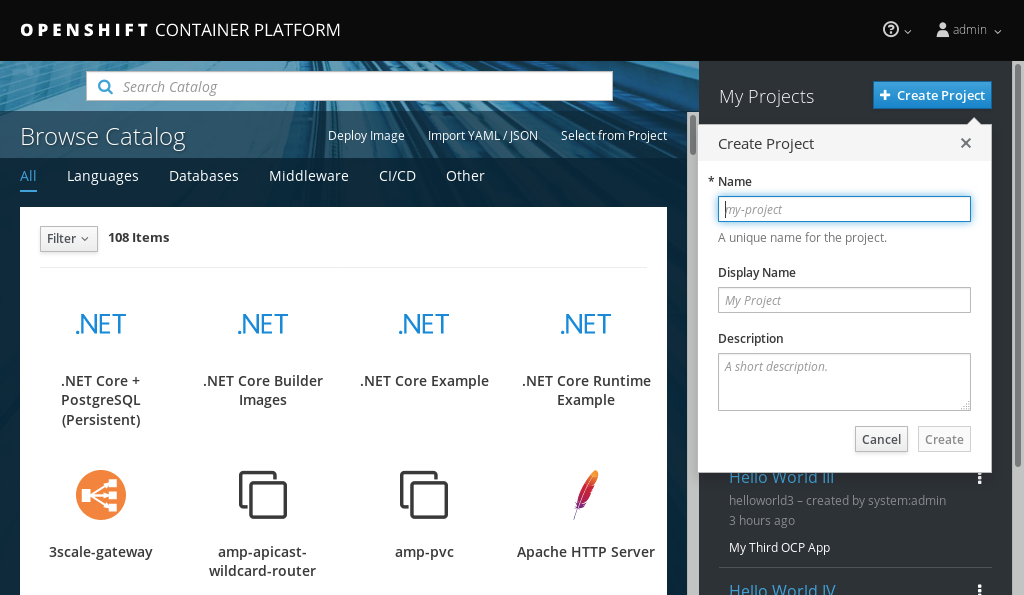 OPENSHIFT CONTAINER PLATFORM
admin
Search Catalog
My Projects
+ Create Project
Browse Catalog
Deploy Image
Import YAML / JSON
Select from Project
All
Languages
Databases
Middleware
CI/CD
Other
Filter
108 Items
.NET
.NET Core +
PostgreSQL
(Persistent)
.NET
.NET Core Builder
Images
.NET
.NET Core Example
.NET
.NET Core Runtime
Example
3scale-gateway
amp-apicast-
wildcard-router
amp-pvc
Apache HTTP Server
Create Project
* Name
my-project
A unique name for the project.
Display Name
My Project
Description
A short description.
Cancel
Create
Hello World III
helloworld3 – created by system:admin
3 hours ago
My Third OCP App
Hello World IV